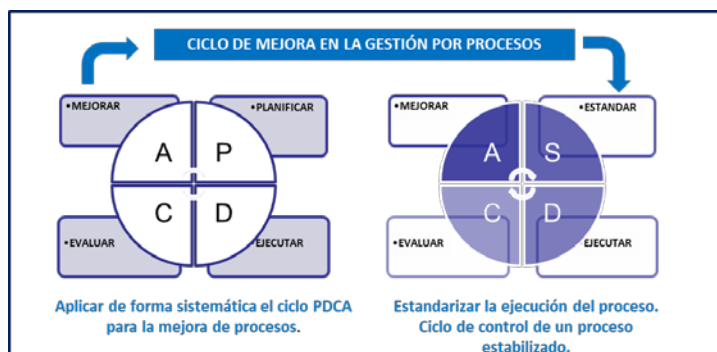 CICLO DE MEJORA EN LA GESTIÓN POR PROCESOS
•MEJORAR
•PLANIFICAR
A P
C D
•EVALUAR
EJECUTAR
Aplicar de forma sistemática el ciclo PDCA
para la mejora de procesos.
•MEJORAR
•ESTANDAR
A S
C D
•EVALUAR
EJECUTAR
Estandarizar la ejecución del proceso.
Ciclo de control de un proceso
estabilizado.